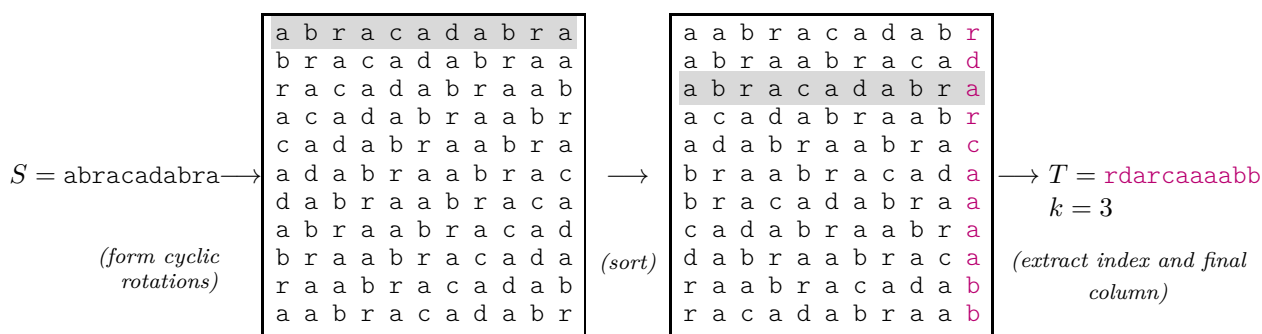 S = abracadabra
(form cyclic
rotations)
a b r a c a d a b r a
b r a c a d a b r a a
r a c a d a b r a a b
a c a d a b r a a b r
c a d a b r a a b r a
a d a b r a a b r a c
d a b r a a b r a c a
a b r a a b r a c a d
b r a a b r a c a d a
r a a b r a c a d a b
a a b r a c a d a b r
(sort)
a a b r a c a d a b r
a b r a a b r a c a d
a b r a c a d a b r a
a c a d a b r a a b r
a d a b r a a b r a c
b r a a b r a c a d a
b r a c a d a b r a a
c a d a b r a a b r a
d a b r a a b r a c a
r a a b r a c a d a b
r a c a d a b r a a b
T = rdarcaaaabb
k = 3
(extract index and final
column)